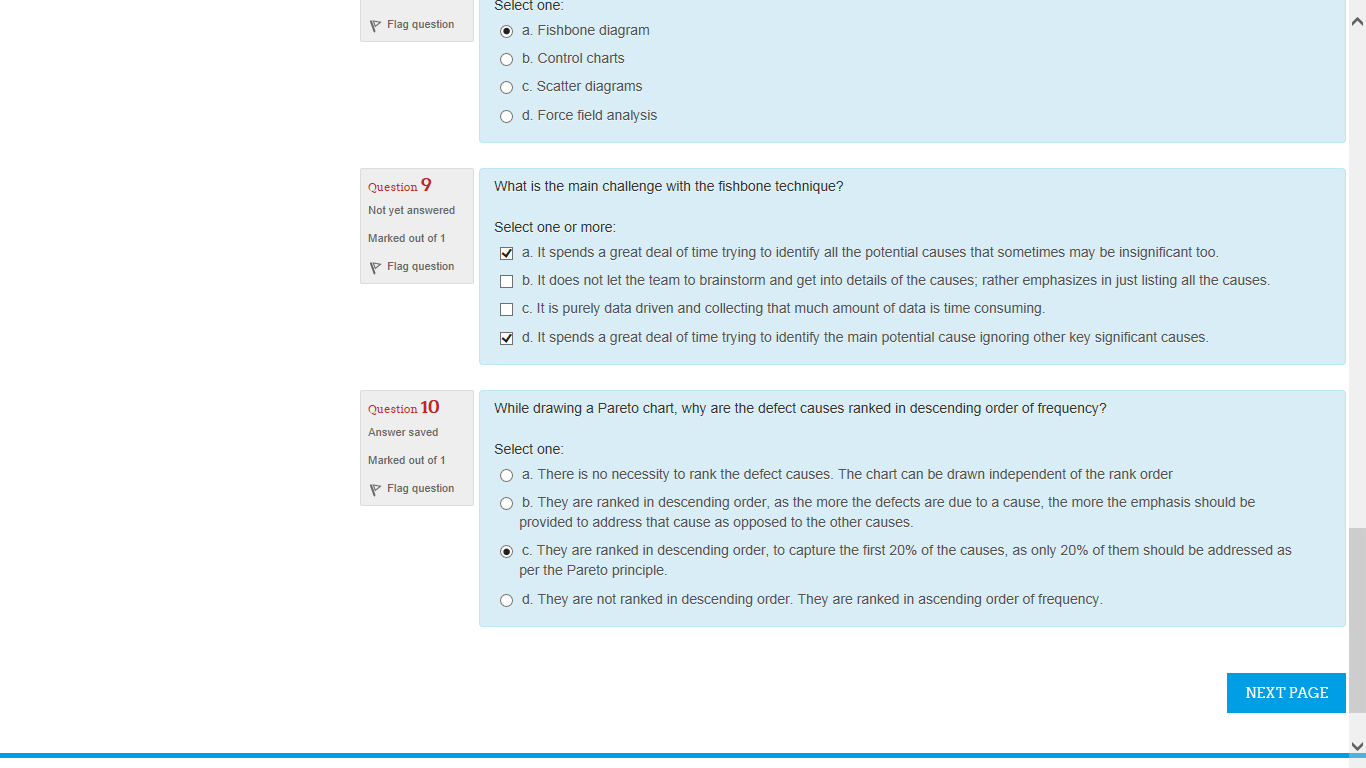 Select one:
Flag question
a. Fishbone diagram
b. Control charts
c. Scatter diagrams
d. Force field analysis
Question 9
Not yet answered
Marked out of 1
Flag question
What is the main challenge with the fishbone technique?
Select one or more:
a. It spends a great deal of time trying to identify all the potential causes that sometimes may be insignificant too.
b. It does not let the team to brainstorm and get into details of the causes; rather emphasizes in just listing all the causes.
c. It is purely data driven and collecting that much amount of data is time consuming.
d. It spends a great deal of time trying to identify the main potential cause ignoring other key significant causes.
Question 10
Answer saved
Marked out of 1
Flag question
While drawing a Pareto chart, why are the defect causes ranked in descending order of frequency?
Select one:
a. There is no necessity to rank the defect causes. The chart can be drawn independent of the rank order
b. They are ranked in descending order, as the more the defects are due to a cause, the more the emphasis should be
provided to address that cause as opposed to the other causes.
c. They are ranked in descending order, to capture the first 20% of the causes, as only 20% of them should be addressed as
per the Pareto principle.
d. They are not ranked in descending order. They are ranked in ascending order of frequency.
NEXT PAGE